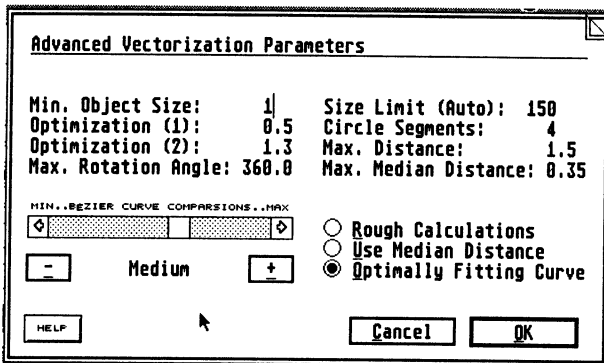 Advanced Vectorization Parameters
Min. Object Size: 1
Optimization (1): 0.5
Optimization (2): 1.3
Max. Rotation Angle: 360.0
Size Limit (Auto): 150
Circle Segments: 4
Max. Distance: 1.5
Max. Median Distance: 0.35
MIN..BEZIER CURVE COMPARSIONS..MAX
- Medium +
Rough Calculations
Use Median Distance
Optimally Fitting Curve
HELP
Cancel
OK